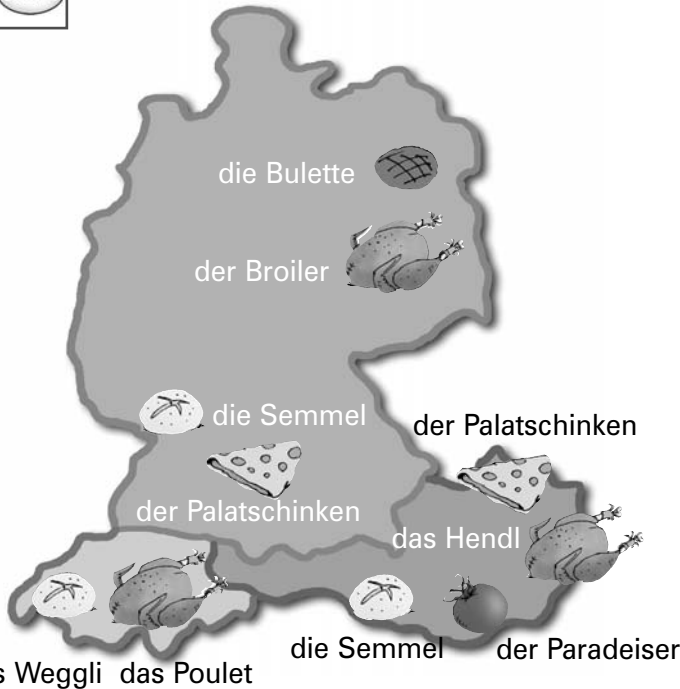 die Bulette
der Broiler
die Semmel
der Palatschinken
der Palatschinken
das Hendl
die Semmel
der Paradeiser
s Weggli
das Poulet